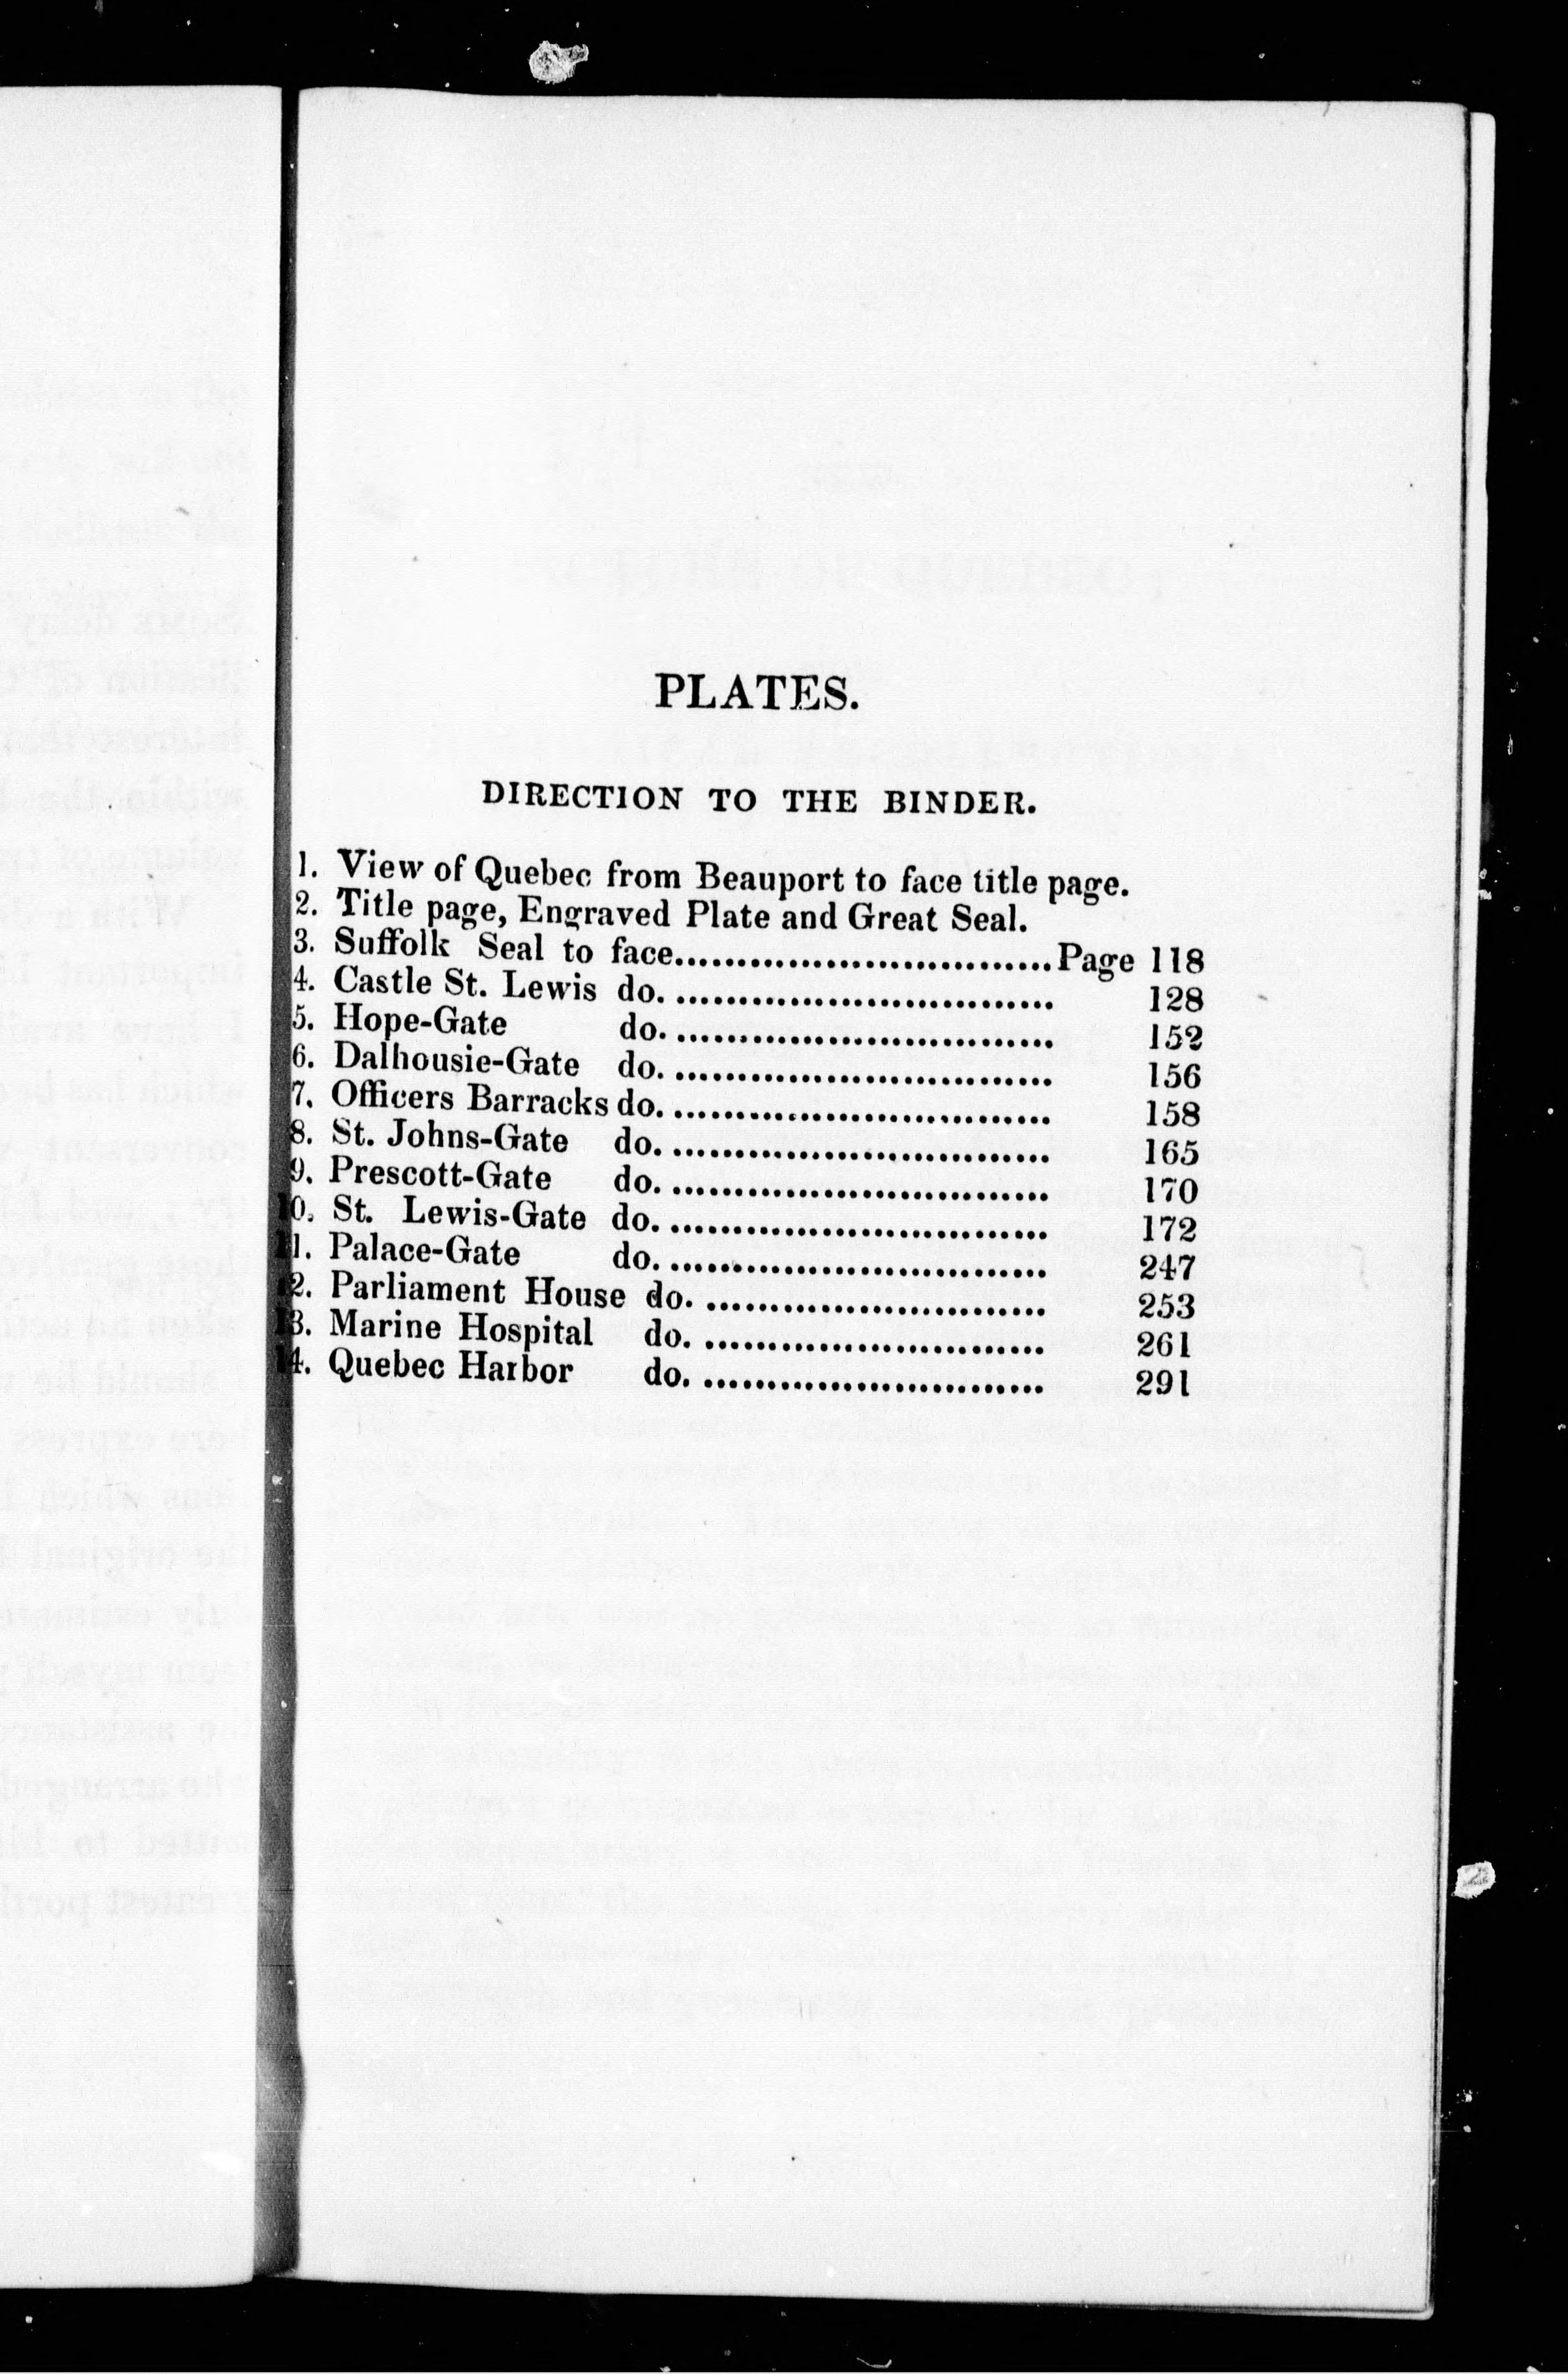 PLATES.
DIRECTION TO THE BINDER.
1. View of Quebec from Beauport to face title page.
2. Title page, Engraved Plate and Great Seal.
3. Suffolk Seal to face..............................Page 118
4. Castle St. Lewis do. .............................. 128
5. Hope-Gate do. .............................. 152
6. Dalhousie-Gate do. .............................. 156
7. Officers Barracks do. .............................. 158
8. St. Johns-Gate do. .............................. 165
9. Prescott-Gate do. .............................. 170
10. St. Lewis-Gate do. .............................. 172
11. Palace-Gate do. .............................. 247
12. Parliament House do. ........................... 253
13. Marine Hospital do. ........................... 261
14. Quebec Harbor do. ........................... 291